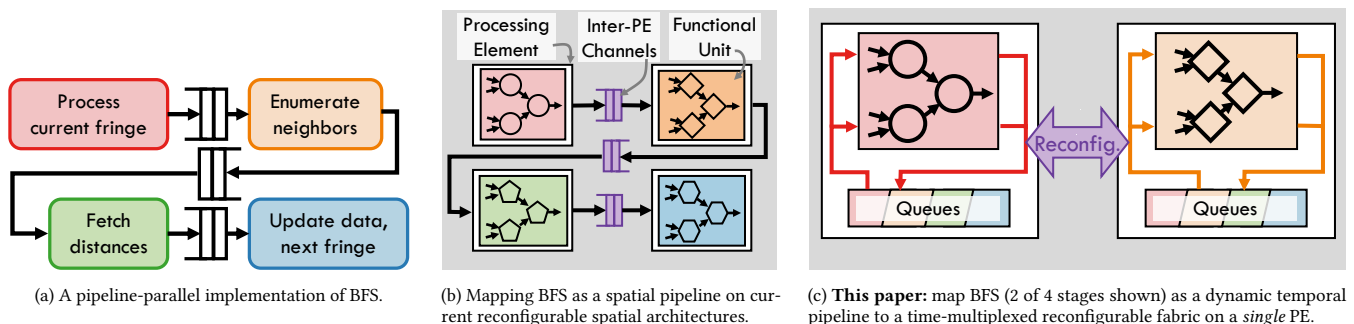 Process
current fringe
Enumerate
neighbors
Fetch
distances
Update data,
next fringe
(a) A pipeline-parallel implementation of BFS.
Processing
Element
Inter-PE
Channels
Functional
Unit
(b) Mapping BFS as a spatial pipeline on cur-
rent reconfigurable spatial architectures.
Reconfig.
Queues
Queues
(c) This paper: map BFS (2 of 4 stages shown) as a dynamic temporal
pipeline to a time-multiplexed reconfigurable fabric on a single PE.